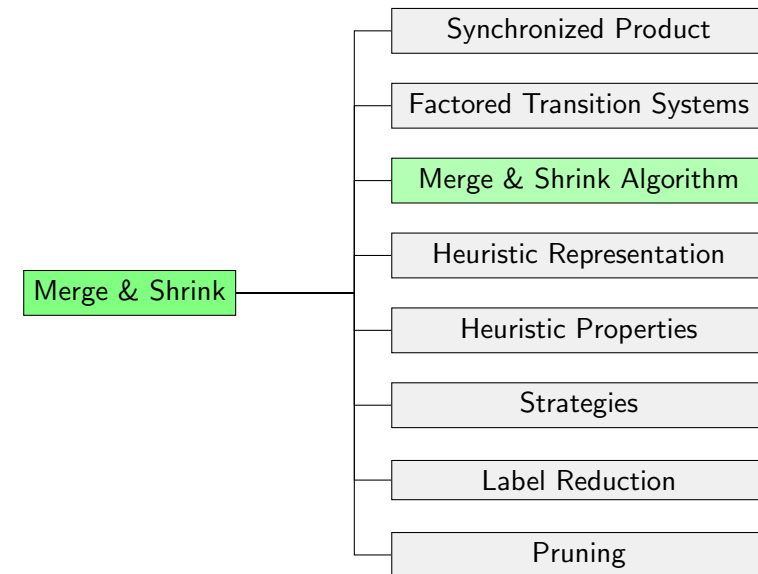 Synchronized Product
Factored Transition Systems
Merge & Shrink Algorithm
Heuristic Representation
Merge & Shrink
Heuristic Properties
Strategies
Label Reduction
Pruning